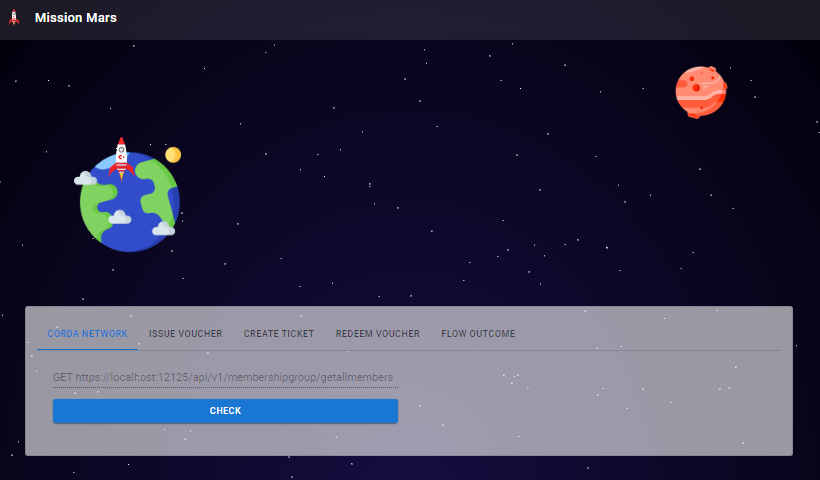 Mission Mars
CORDA NETWORK ISSUE VOUCHER CREATE TICKET REDEEM VOUCHER FLOW OUTCOME
GET https://localhost:12125/api/v1/membershipgroup/getallmembers
CHECK